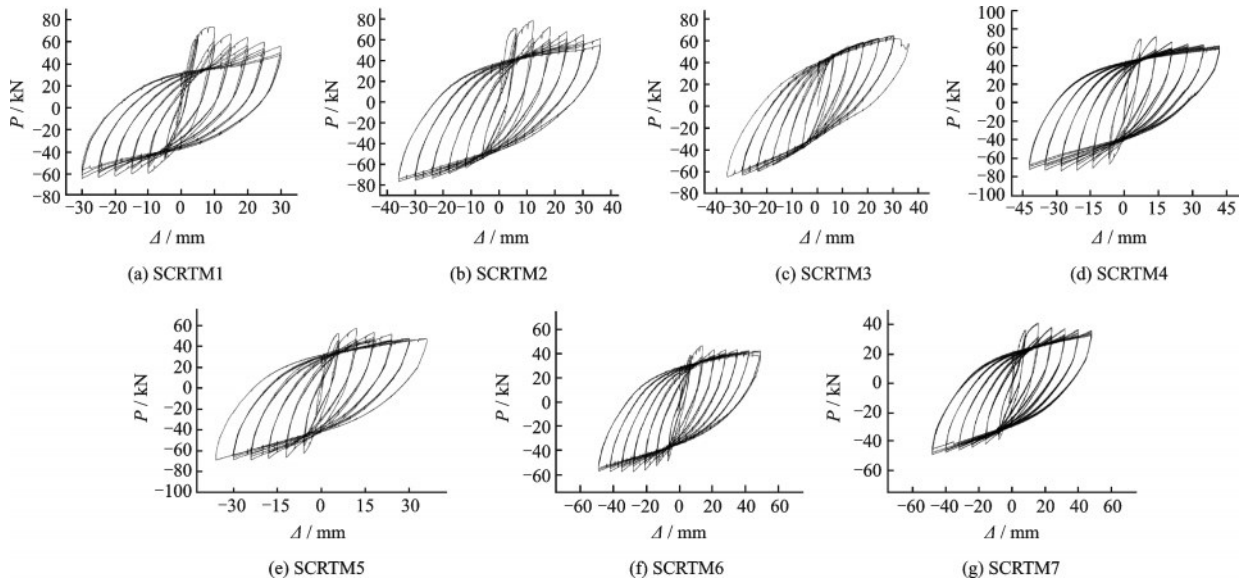 P / kN
80
60
40
20
0
−20
−40
−60
−80
−30 −20 −10 0 10 20 30
Δ / mm
(a) SCRTM1
P / kN
80
60
40
20
0
−20
−40
−60
−80
−40 −30 −20 −10 0 10 20 30 40
Δ / mm
(b) SCRTM2
P / kN
80
60
40
20
0
−20
−40
−60
−80
−40 −30 −20 −10 0 10 20 30 40
Δ / mm
(c) SCRTM3
P / kN
100
80
60
40
20
0
−20
−40
−60
−80
−100
−45 −30 −15 0 15 30 45
Δ / mm
(d) SCRTM4
P / kN
60
40
20
0
−20
−40
−60
−80
−100
−30 −15 0 15 30
Δ / mm
(e) SCRTM5
P / kN
60
40
20
0
−20
−40
−60
−60 −40 −20 0 20 40 60
Δ / mm
(f) SCRTM6
P / kN
40
20
0
−20
−40
−60
−60 −40 −20 0 20 40 60
Δ / mm
(g) SCRTM7